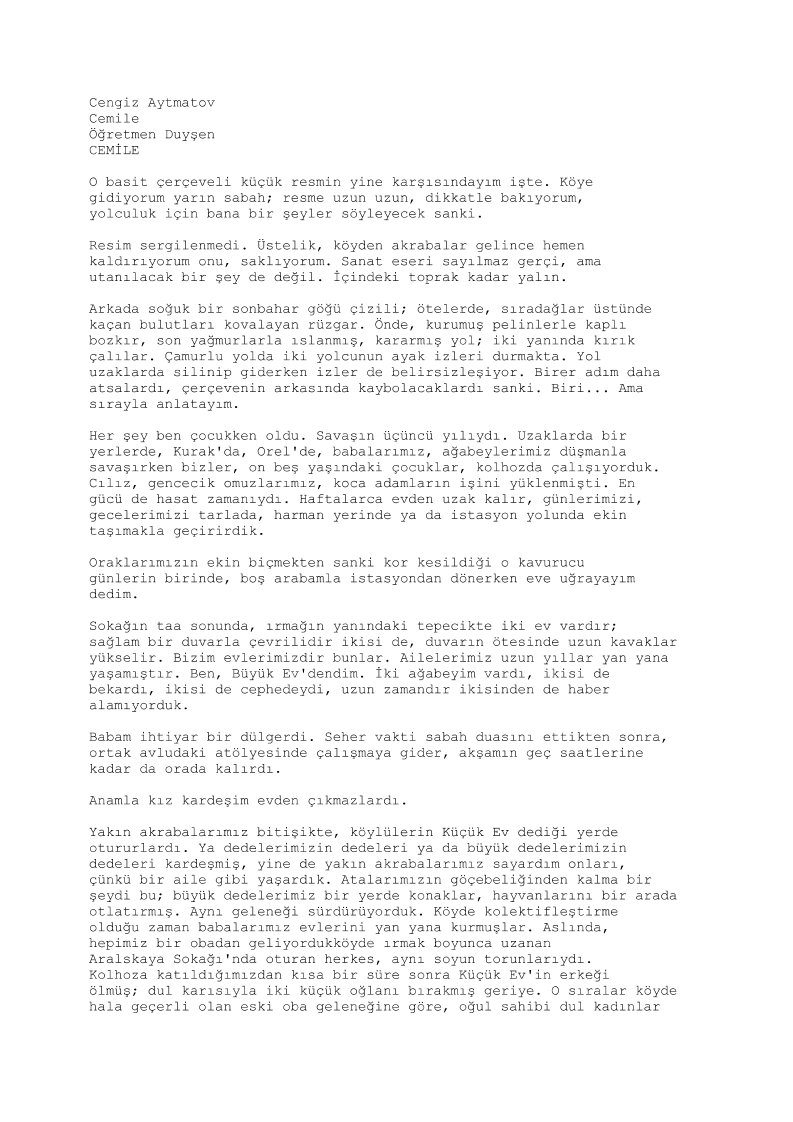 Cengiz Aytmatov
Cemile
Öğretmen Duyşen
CEMİLE
O basit çerçeveli küçük resmin yine karşısındayım işte. Köye
gidiyorum yarın sabah; resme uzun uzun, dikkatle bakıyorum,
yolculuk için bana bir şeyler söyleyecek sanki.
Resim sergilenmedi. Üstelik, köyden akrabalar gelince hemen
kaldırıyorum onu, saklıyorum. Sanat eseri sayılmaz gerçi, ama
utanılacak bir şey de değil. İçindeki toprak kadar yalın.
Arkada soğuk bir sonbahar göğü çizili; ötelerde, sıradağlar üstünde
kaçan bulutları kovalayan rüzgar. Önde, kurumuş pelinlerle kaplı
bozkır, son yağmurlarla ıslanmış, kararmış yol; iki yanında kırık
çalılar. Çamurlu yolda iki yolcunun ayak izleri durmakta. Yol
uzaklarda silinip giderken izler de belirsizleşiyor. Birer adım daha
atsalardı, çerçevenin arkasında kaybolacaklardı sanki. Biri... Ama
sırayla anlatayım.
Her şey ben çocukken oldu. Savaşın üçüncü yılıydı. Uzaklarda bir
yerlerde, Kurak'da, Orel'de, babalarımız, ağabeylerimiz düşmanla
savaşırken bizler, on beş yaşındaki çocuklar, kolhozda çalışıyorduk.
Cılız, gencecik omuzlarımız, koca adamların işini yüklenmişti. En
gücü de hasat zamanıydı. Haftalarca evden uzak kalır, günlerimizi,
gecelerimizi tarlada, harman yerinde ya da istasyon yolunda ekin
taşımakla geçirirdik.
Oraklarımızın ekin biçmekten sanki kor kesildiği o kavurucu
günlerin birinde, boş arabamla istasyondan dönerken eve uğrayayım
dedim.
Sokağın taa sonunda, ırmağın yanındaki tepecikte iki ev vardır;
sağlam bir duvarla çevrilidir ikisi de, duvarın ötesinde uzun kavaklar
yükselir. Bizim evlerimizdir bunlar. Ailelerimiz uzun yıllar yan yana
yaşamıştır. Ben, Büyük Ev'dendim. İki ağabeyim vardı, ikisi de
bekardı, ikisi de cephedeydi, uzun zamandır ikisinden de haber
alamıyorduk.
Babam ihtiyar bir dülgerdi. Seher vakti sabah duasını ettikten sonra,
ortak avludaki atölyesinde çalışmaya gider, akşamın geç saatlerine
kadar da orada kalırdı.
Anamla kız kardeşim evden çıkmazlardı.
Yakın akrabalarımız bitişikte, köylülerin Küçük Ev dediği yerde
otururlardı. Ya dedelerimizin dedeleri ya da büyük dedelerimizin
dedeleri kardeşmiş, yine de yakın akrabalarımız sayardım onları,
çünkü bir aile gibi yaşardık. Atalarımızın göçebeliğinden kalma bir
şeydi bu; büyük dedelerimiz bir yerde konaklar, hayvanlarını bir arada
otlatırmış. Aynı geleneği sürdürüyorduk. Köyde kolektifleştirme
olduğu zaman babalarımız evlerini yan yana kurmuşlar. Aslında,
hepimiz bir obadan geliyordukköyde ırmak boyunca uzanan
Aralskaya Sokağı'nda oturan herkes, aynı soyun torunlarıydı.
Kolhoza katıldığımızdan kısa bir süre sonra Küçük Ev'in erkeği
ölmüş; dul karısıyla iki küçük oğlanı bırakmış geriye. O sıralar köyde
hala geçerli olan eski oba geleneğine göre, oğul sahibi dul kadınlar